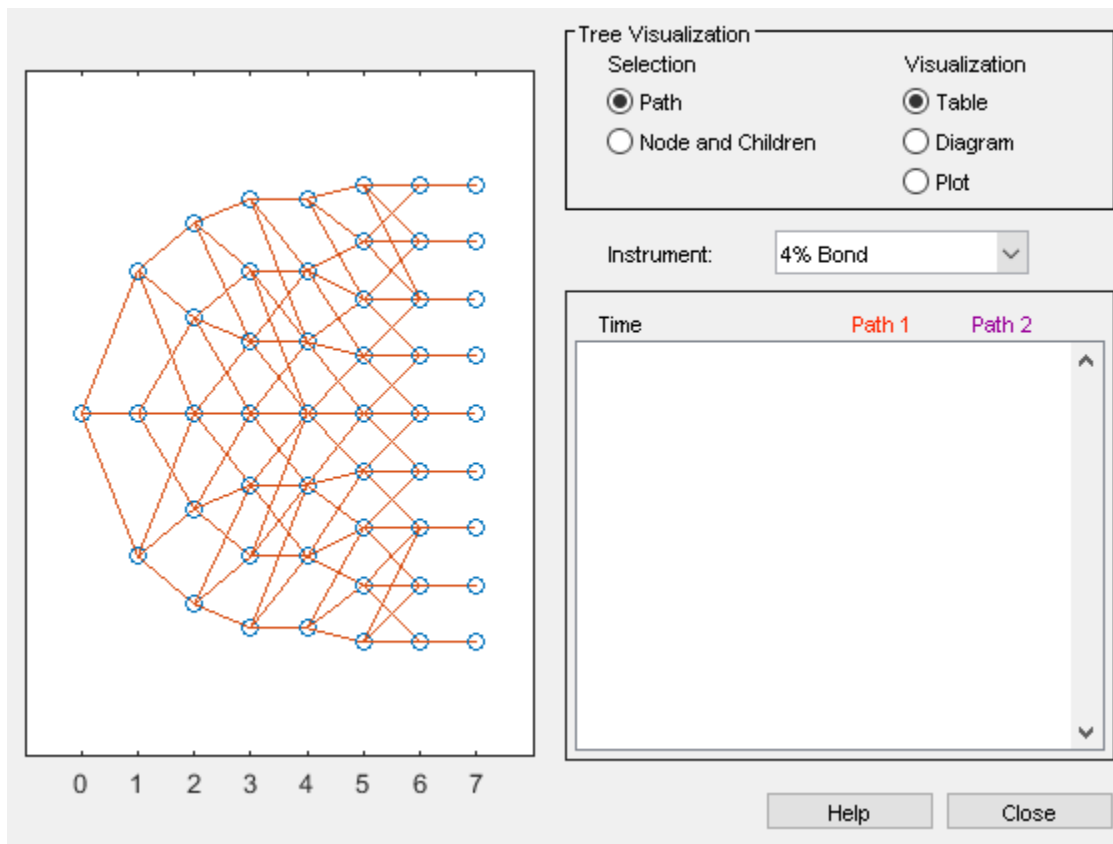 Tree Visualization
Selection
Visualization
Path
Table
Node and Children
Diagram
Plot
Instrument:
4% Bond
Time
Path 1
Path 2
0 1 2 3 4 5 6 7
Help
Close